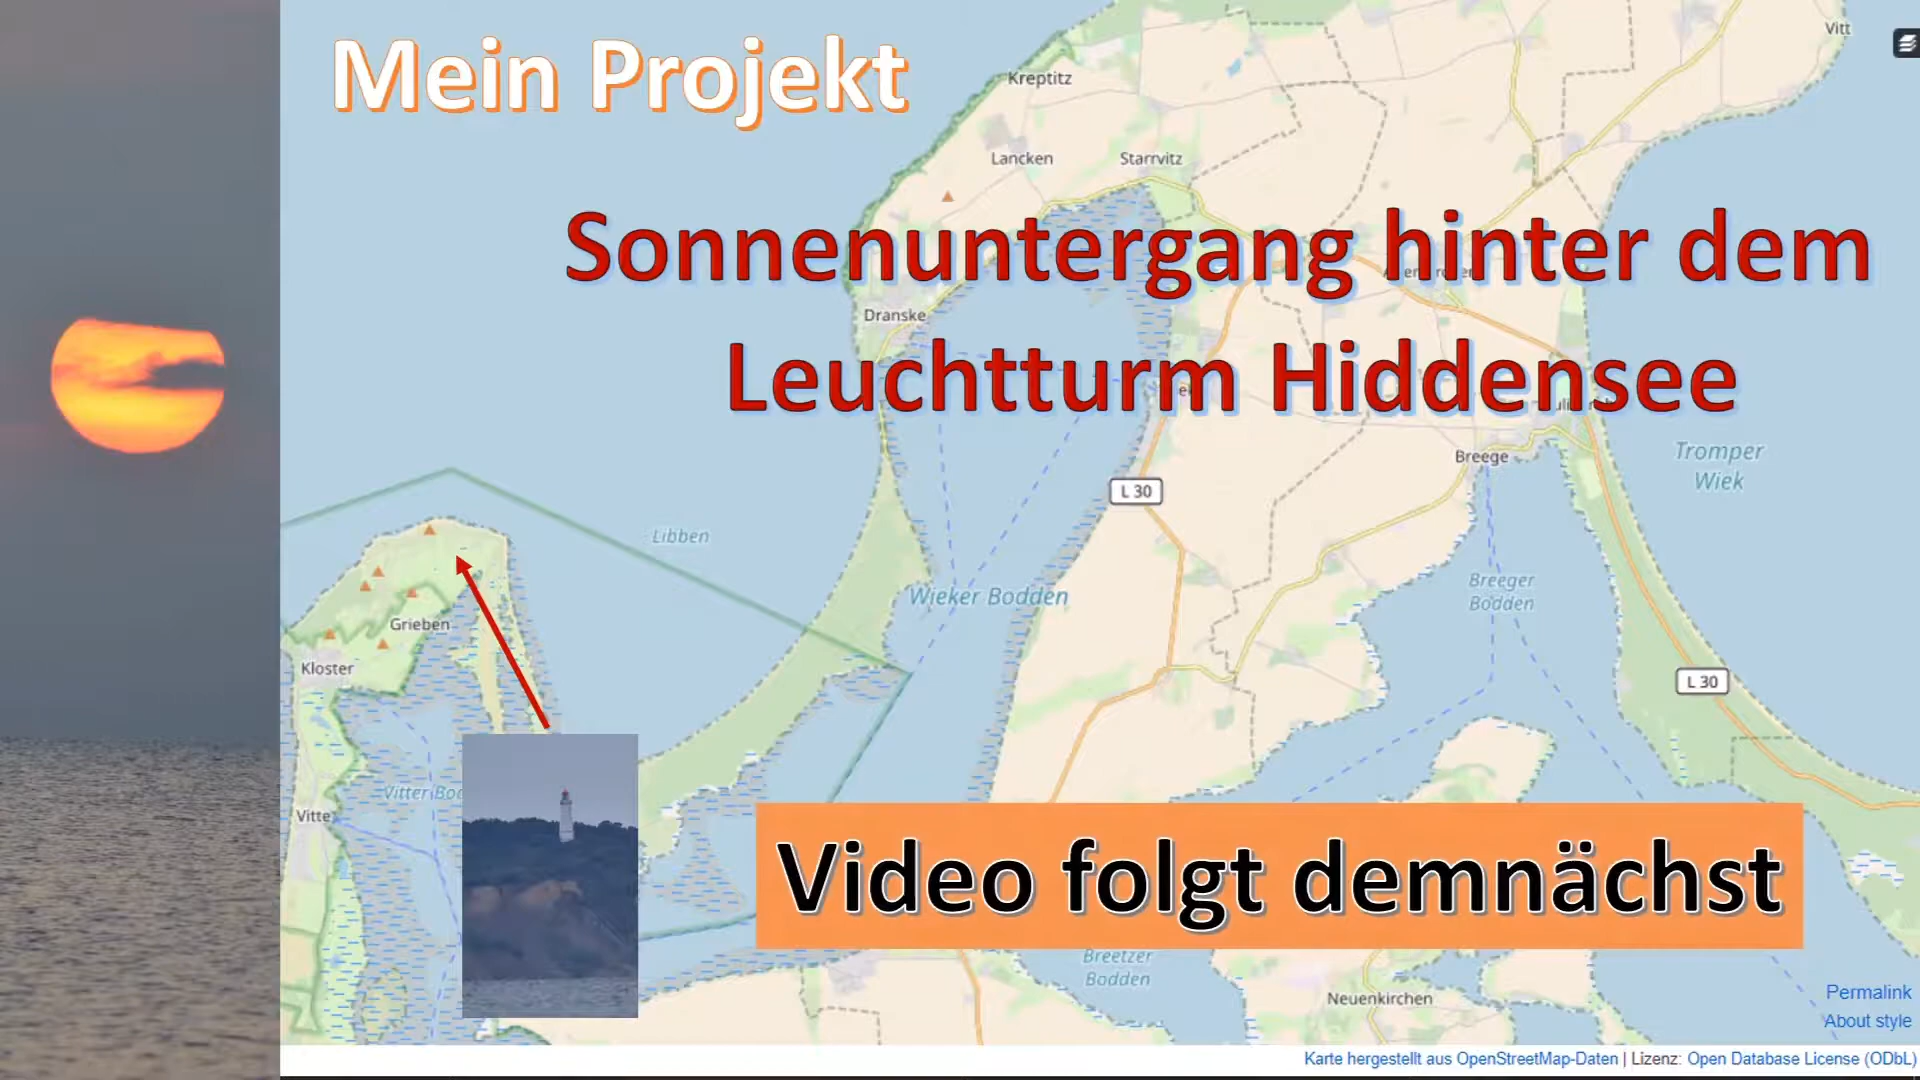 Mein Projekt
Vitt
Kreptitz
Lancken
Starrvitz
Sonnenuntergang hinter dem
Dranske
Leuchtturm Hiddensee
Breege
Tromper
Wiek
L 30
Libben
Wieker Bodden
Breeger
Bodden
Grieben
Kloster
L 30
Vitter
Vitte
Video folgt demnächst
Breetzer
Bodden
Neuenkirchen
Permalink
About style
Karte hergestellt aus OpenStreetMap-Daten | Lizenz: Open Database License (ODbL)